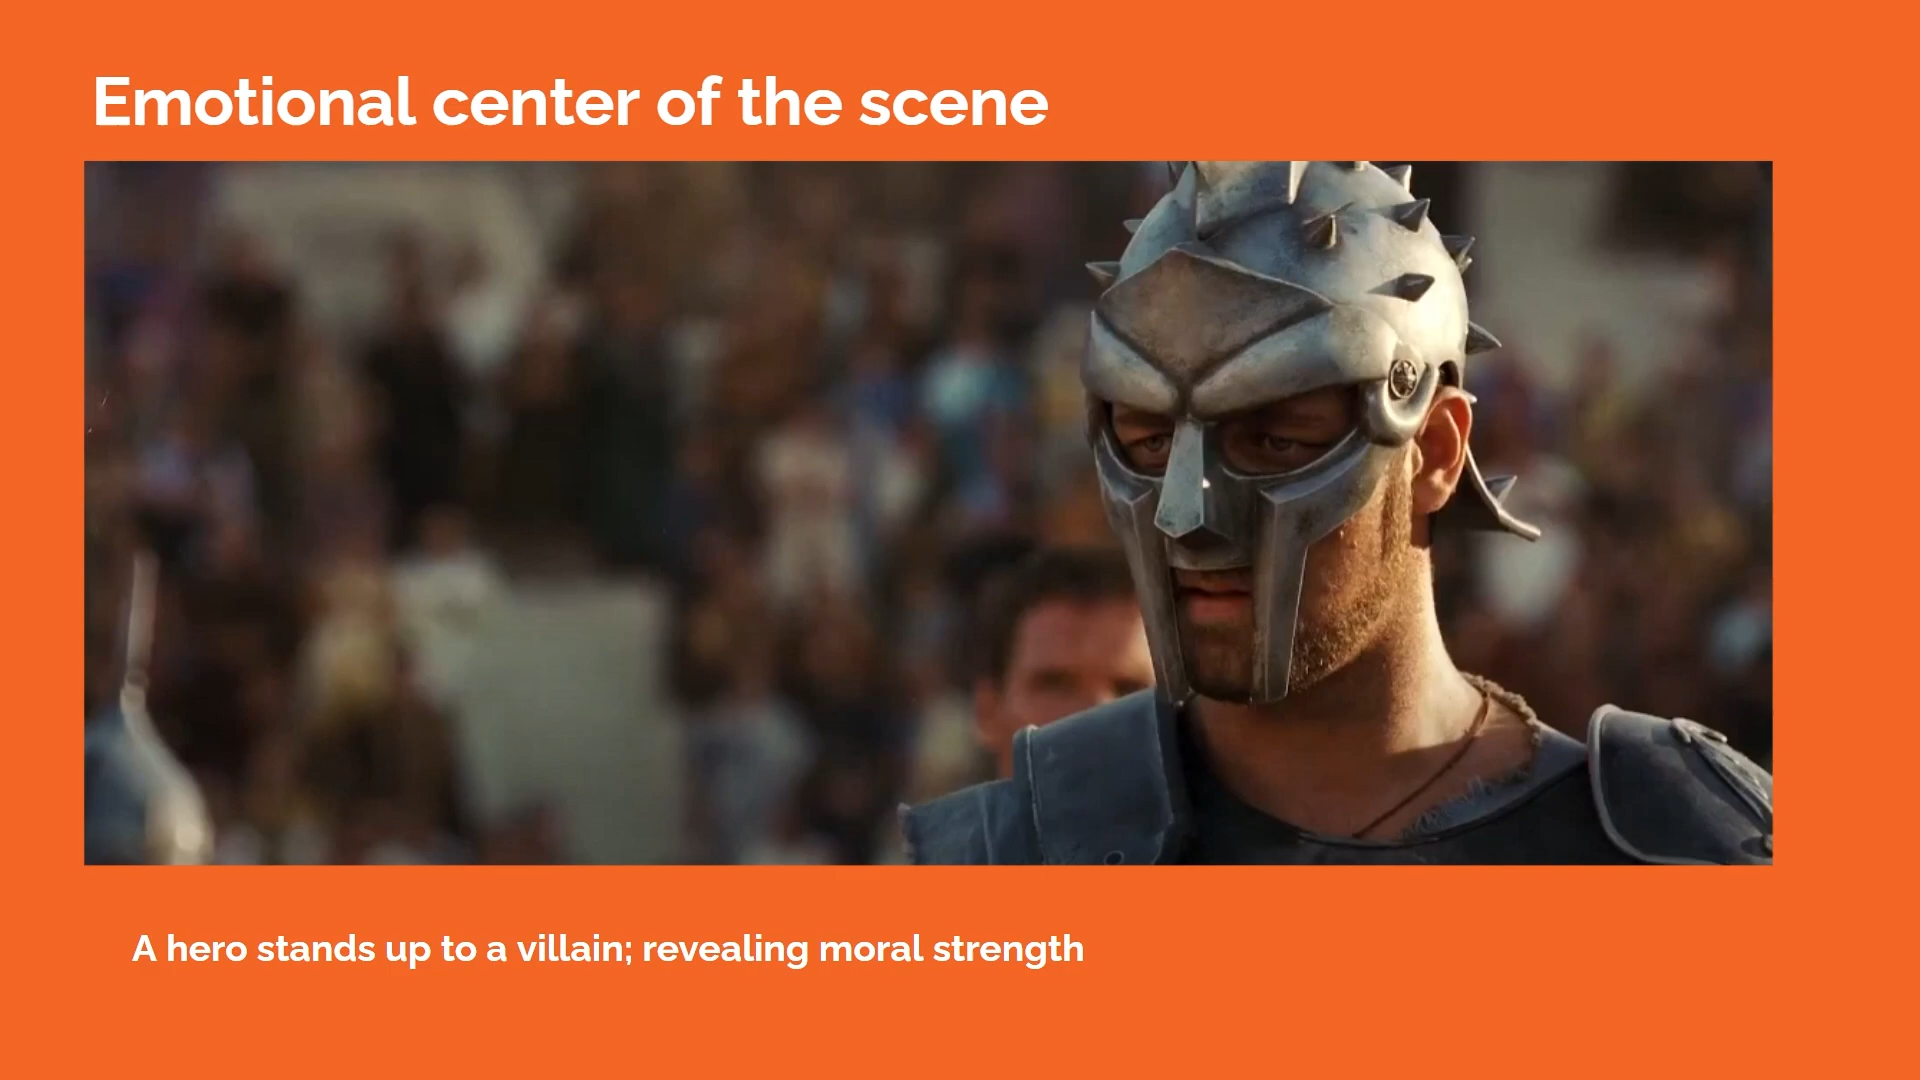 Emotional center of the scene
A hero stands up to a villain; revealing moral strength